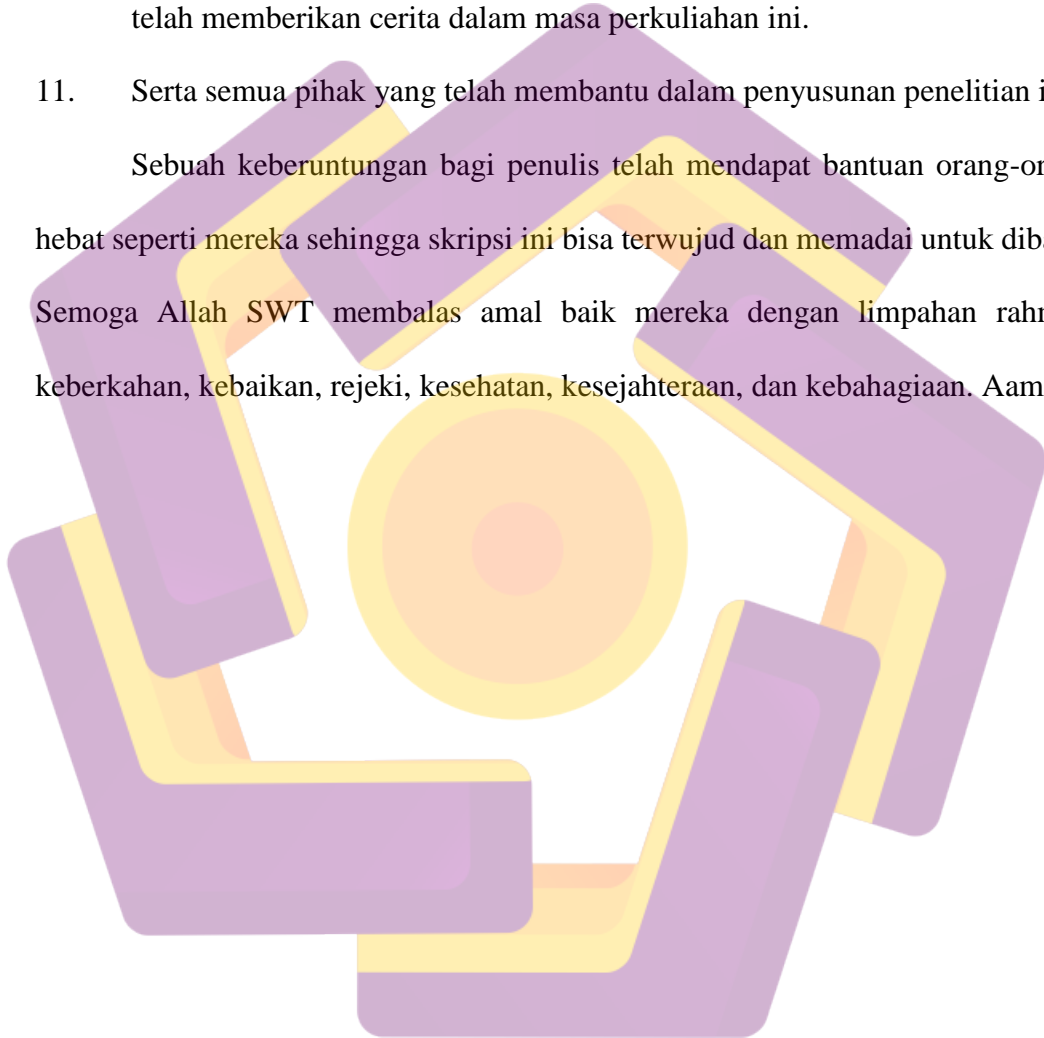 telah memberikan cerita dalam masa perkuliahan ini.
11. Serta semua pihak yang telah membantu dalam penyusunan penelitian i
Sebuah keberuntungan bagi penulis telah mendapat bantuan orang-or
hebat seperti mereka sehingga skripsi ini bisa terwujud dan memadai untuk diba
Semoga Allah SWT membalas amal baik mereka dengan limpahan rahm
keberkahan, kebaikan, rejeki, kesehatan, kesejahteraan, dan kebahagiaan. Aam